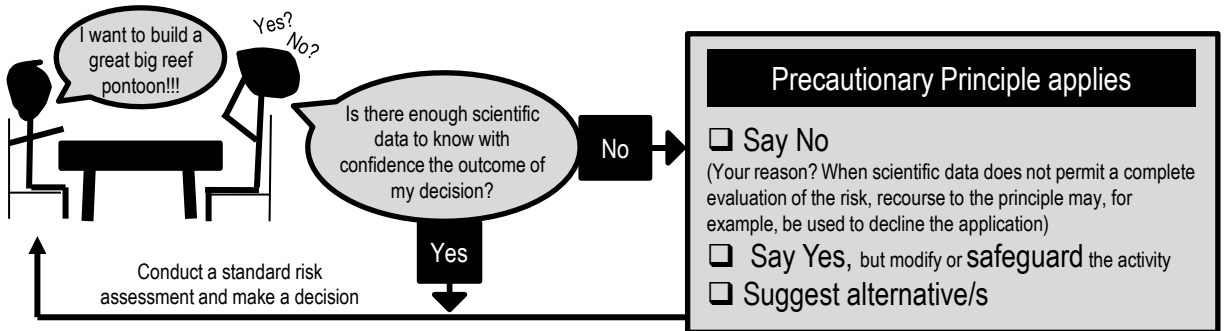 I want to build a
great big reef
pontoon!!!
Yes?
No?
Is there enough scientific
data to know with
confidence the outcome of
my decision?
No
Yes
Conduct a standard risk
assessment and make a decision
Precautionary Principle applies
❑ Say No
(Your reason? When scientific data does not permit a complete
evaluation of the risk, recourse to the principle may, for
example, be used to decline the application)
❑ Say Yes, but modify or safeguard the activity
❑ Suggest alternative/s